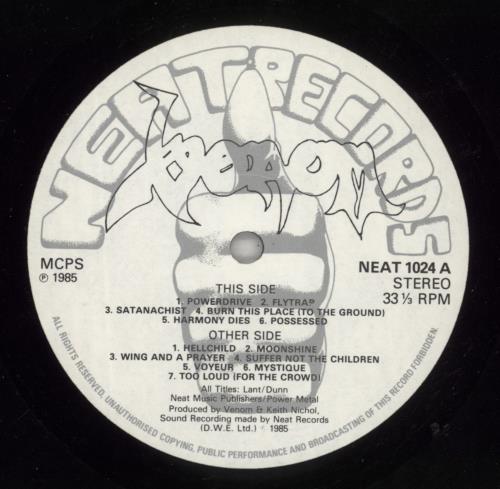 NEAT RECORDS
Venom
MCPS
℗ 1985
NEAT 1024 A
STEREO
33 ⅓ RPM
THIS SIDE
1. POWERDRIVE 2. FLYTRAP
3. SATANACHIST 4. BURN THIS PLACE (TO THE GROUND)
5. HARMONY DIES 6. POSSESSED
OTHER SIDE
1. HELLCHILD 2. MOONSHINE
3. WING AND A PRAYER 4. SUFFER NOT THE CHILDREN
5. VOYEUR 6. MYSTIQUE
7. TOO LOUD (FOR THE CROWD)
All Titles: Lant/Dunn
Neat Music Publishers/Power Metal
Produced by Venom & Keith Nichol,
Sound Recording made by Neat Records
(D.W.E. Ltd.) 1985
ALL RIGHTS RESERVED, UNAUTHORISED COPYING, PUBLIC PERFORMANCE AND BROADCASTING OF THIS RECORD FORBIDDEN.